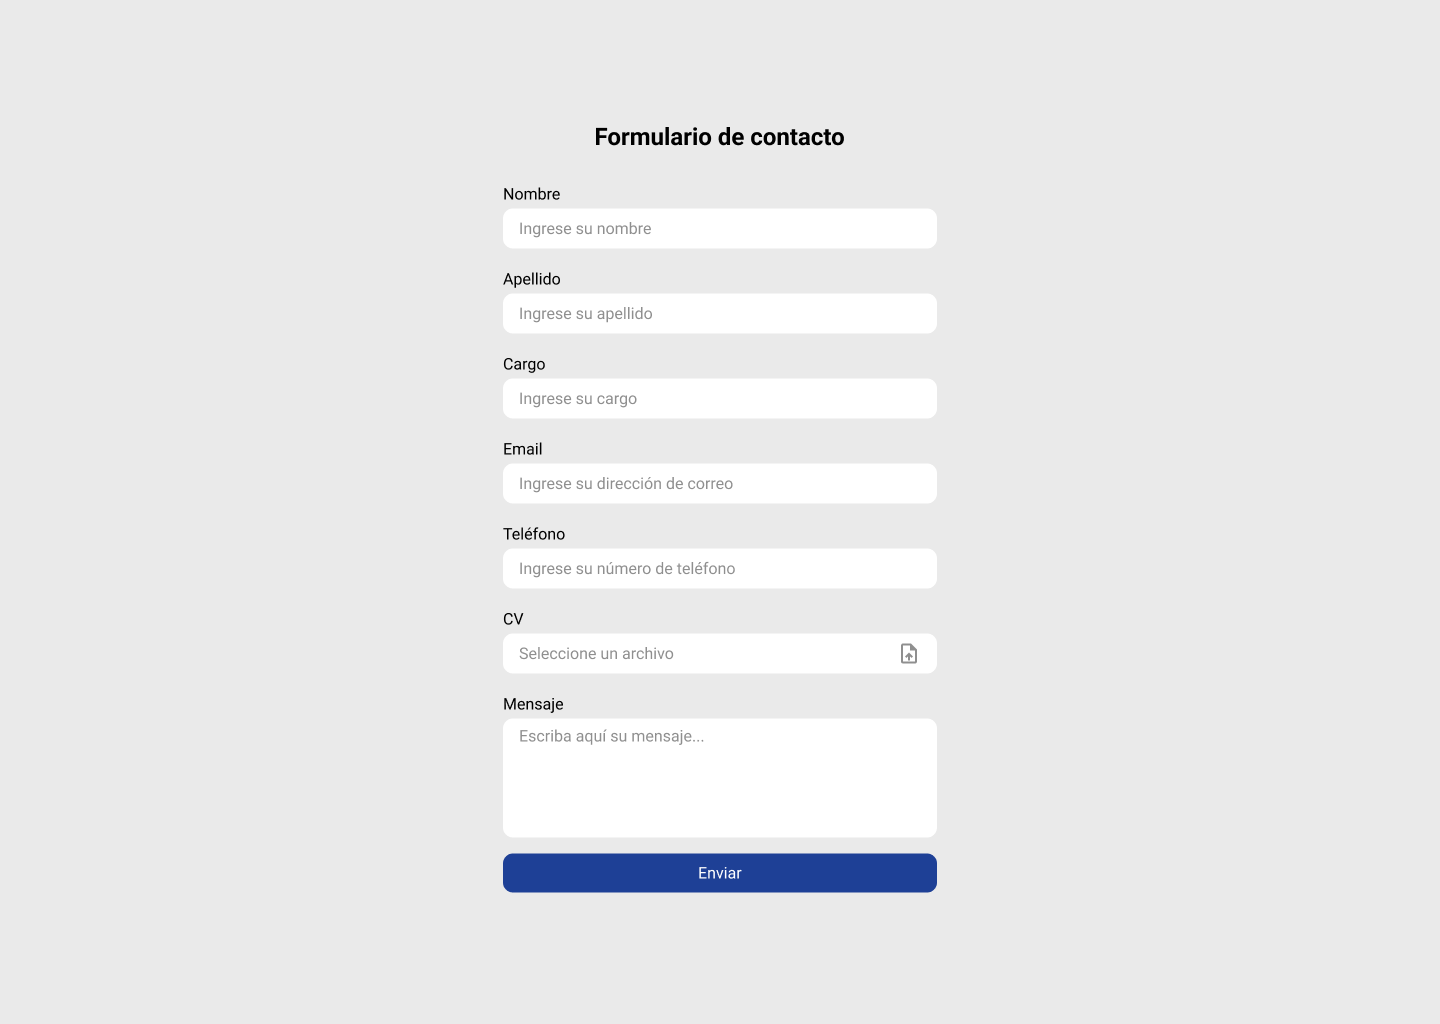 Formulario de contacto
Nombre
Ingrese su nombre
Apellido
Ingrese su apellido
Cargo
Ingrese su cargo
Email
Ingrese su dirección de correo
Teléfono
Ingrese su número de teléfono
CV
Seleccione un archivo
Mensaje
Escriba aquí su mensaje...
Enviar